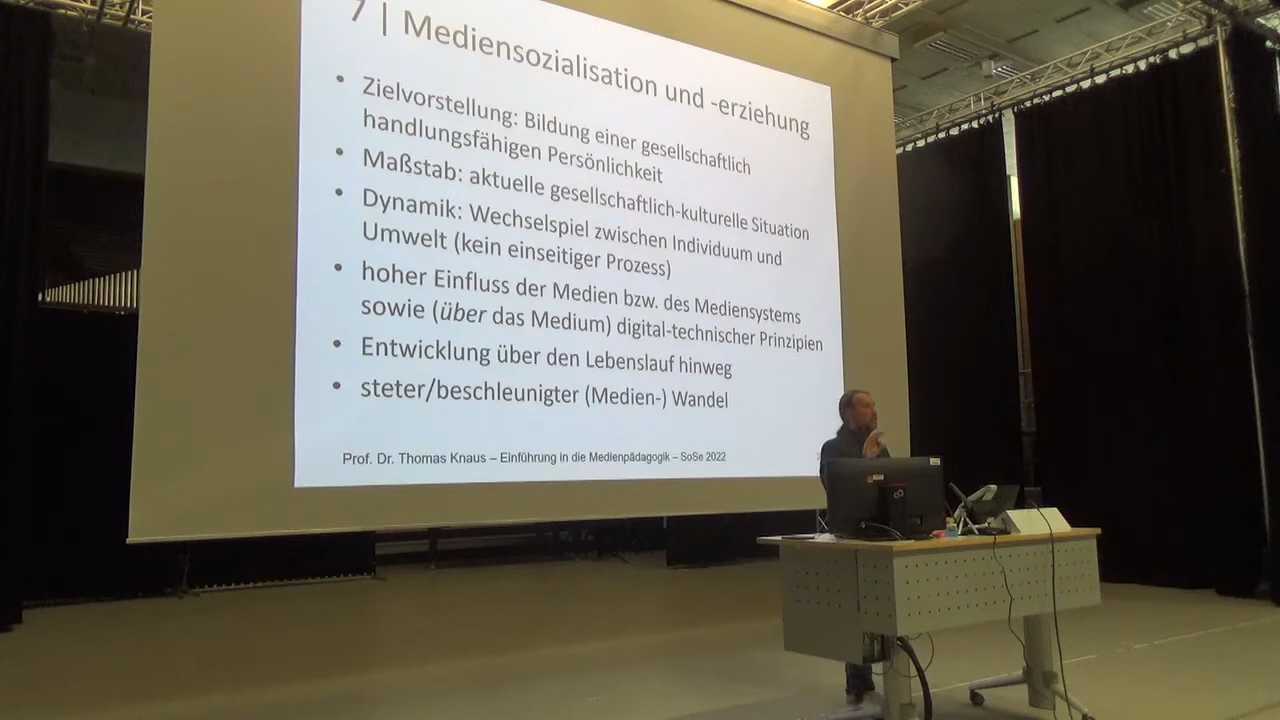 7 | Mediensozialisation und -erziehung
• Zielvorstellung: Bildung einer gesellschaftlich
handlungsfähigen Persönlichkeit
• Maßstab: aktuelle gesellschaftlich-kulturelle Situation
• Dynamik: Wechselspiel zwischen Individuum und
Umwelt (kein einseitiger Prozess)
• hoher Einfluss der Medien bzw. des Mediensystems
sowie (über das Medium) digital-technischer Prinzipien
• Entwicklung über den Lebenslauf hinweg
• steter/beschleunigter (Medien-) Wandel
Prof. Dr. Thomas Knaus – Einführung in die Medienpädagogik – SoSe 2022